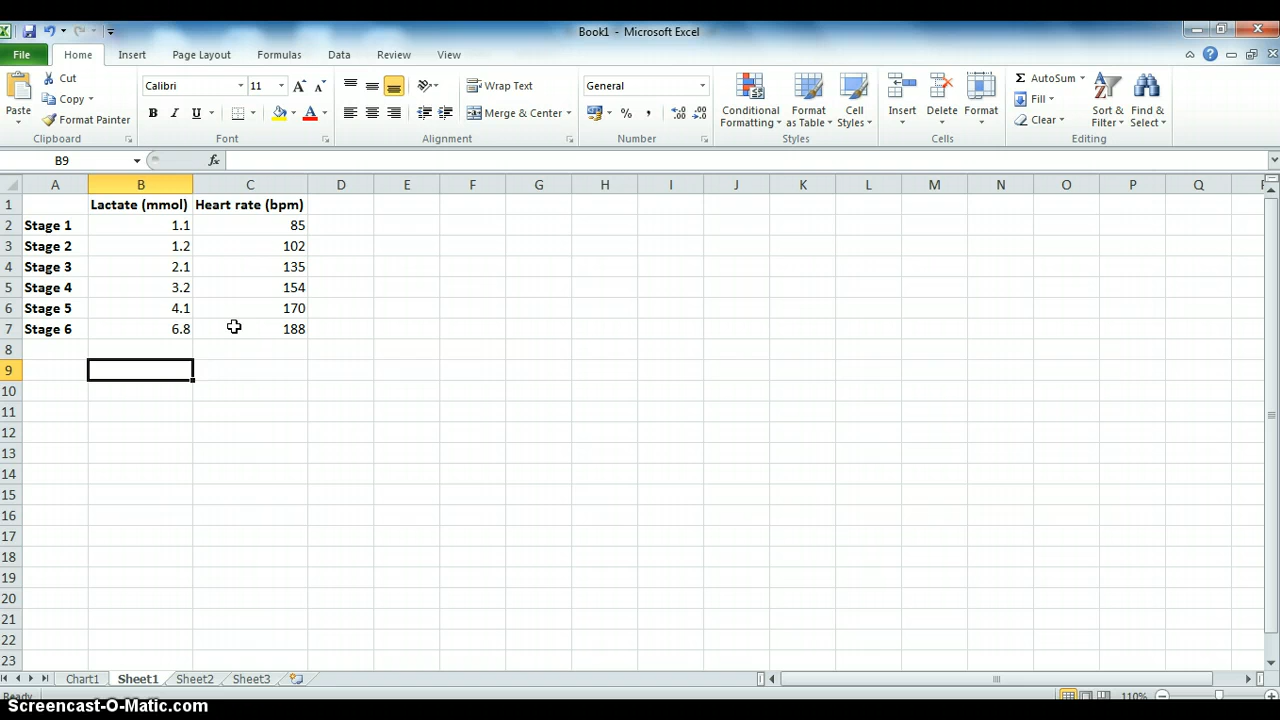 Book1 - Microsoft Excel
File Home Insert Page Layout Formulas Data Review View
Paste
Cut
Copy
Format Painter
Clipboard
Calibri 11
B I U
Font
Wrap Text
Merge & Center
Alignment
General
%
Number
Conditional Formatting
Format as Table
Cell Styles
Styles
Insert
Delete
Format
Cells
AutoSum
Fill
Clear
Sort & Filter
Find & Select
Editing
B9
fx
A B C D E F G H I J K L M N O P Q
1 Lactate (mmol) Heart rate (bpm)
2 Stage 1 1.1 85
3 Stage 2 1.2 102
4 Stage 3 2.1 135
5 Stage 4 3.2 154
6 Stage 5 4.1 170
7 Stage 6 6.8 188
8
9
10
11
12
13
14
15
16
17
18
19
20
21
22
23
Chart1 Sheet1 Sheet2 Sheet3
110%
Screencast-O-Matic.com